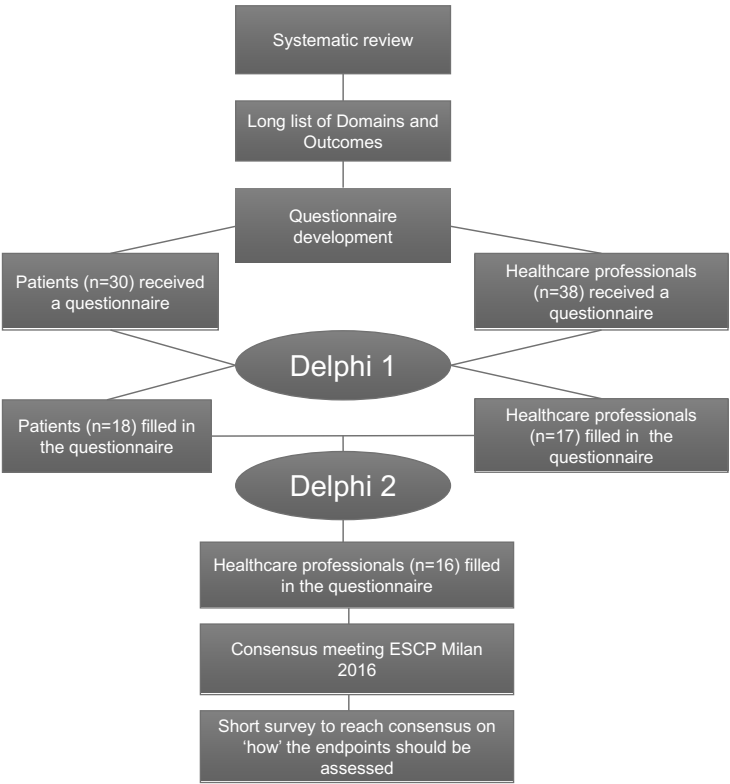 Systematic review
Long list of Domains and
Outcomes
Questionnaire
development
Patients (n=30) received
a questionnaire
Healthcare professionals
(n=38) received a
questionnaire
Delphi 1
Patients (n=18) filled in
the questionnaire
Healthcare professionals
(n=17) filled in the
questionnaire
Delphi 2
Healthcare professionals (n=16) filled
in the questionnaire
Consensus meeting ESCP Milan
2016
Short survey to reach consensus on
‘how’ the endpoints should be
assessed